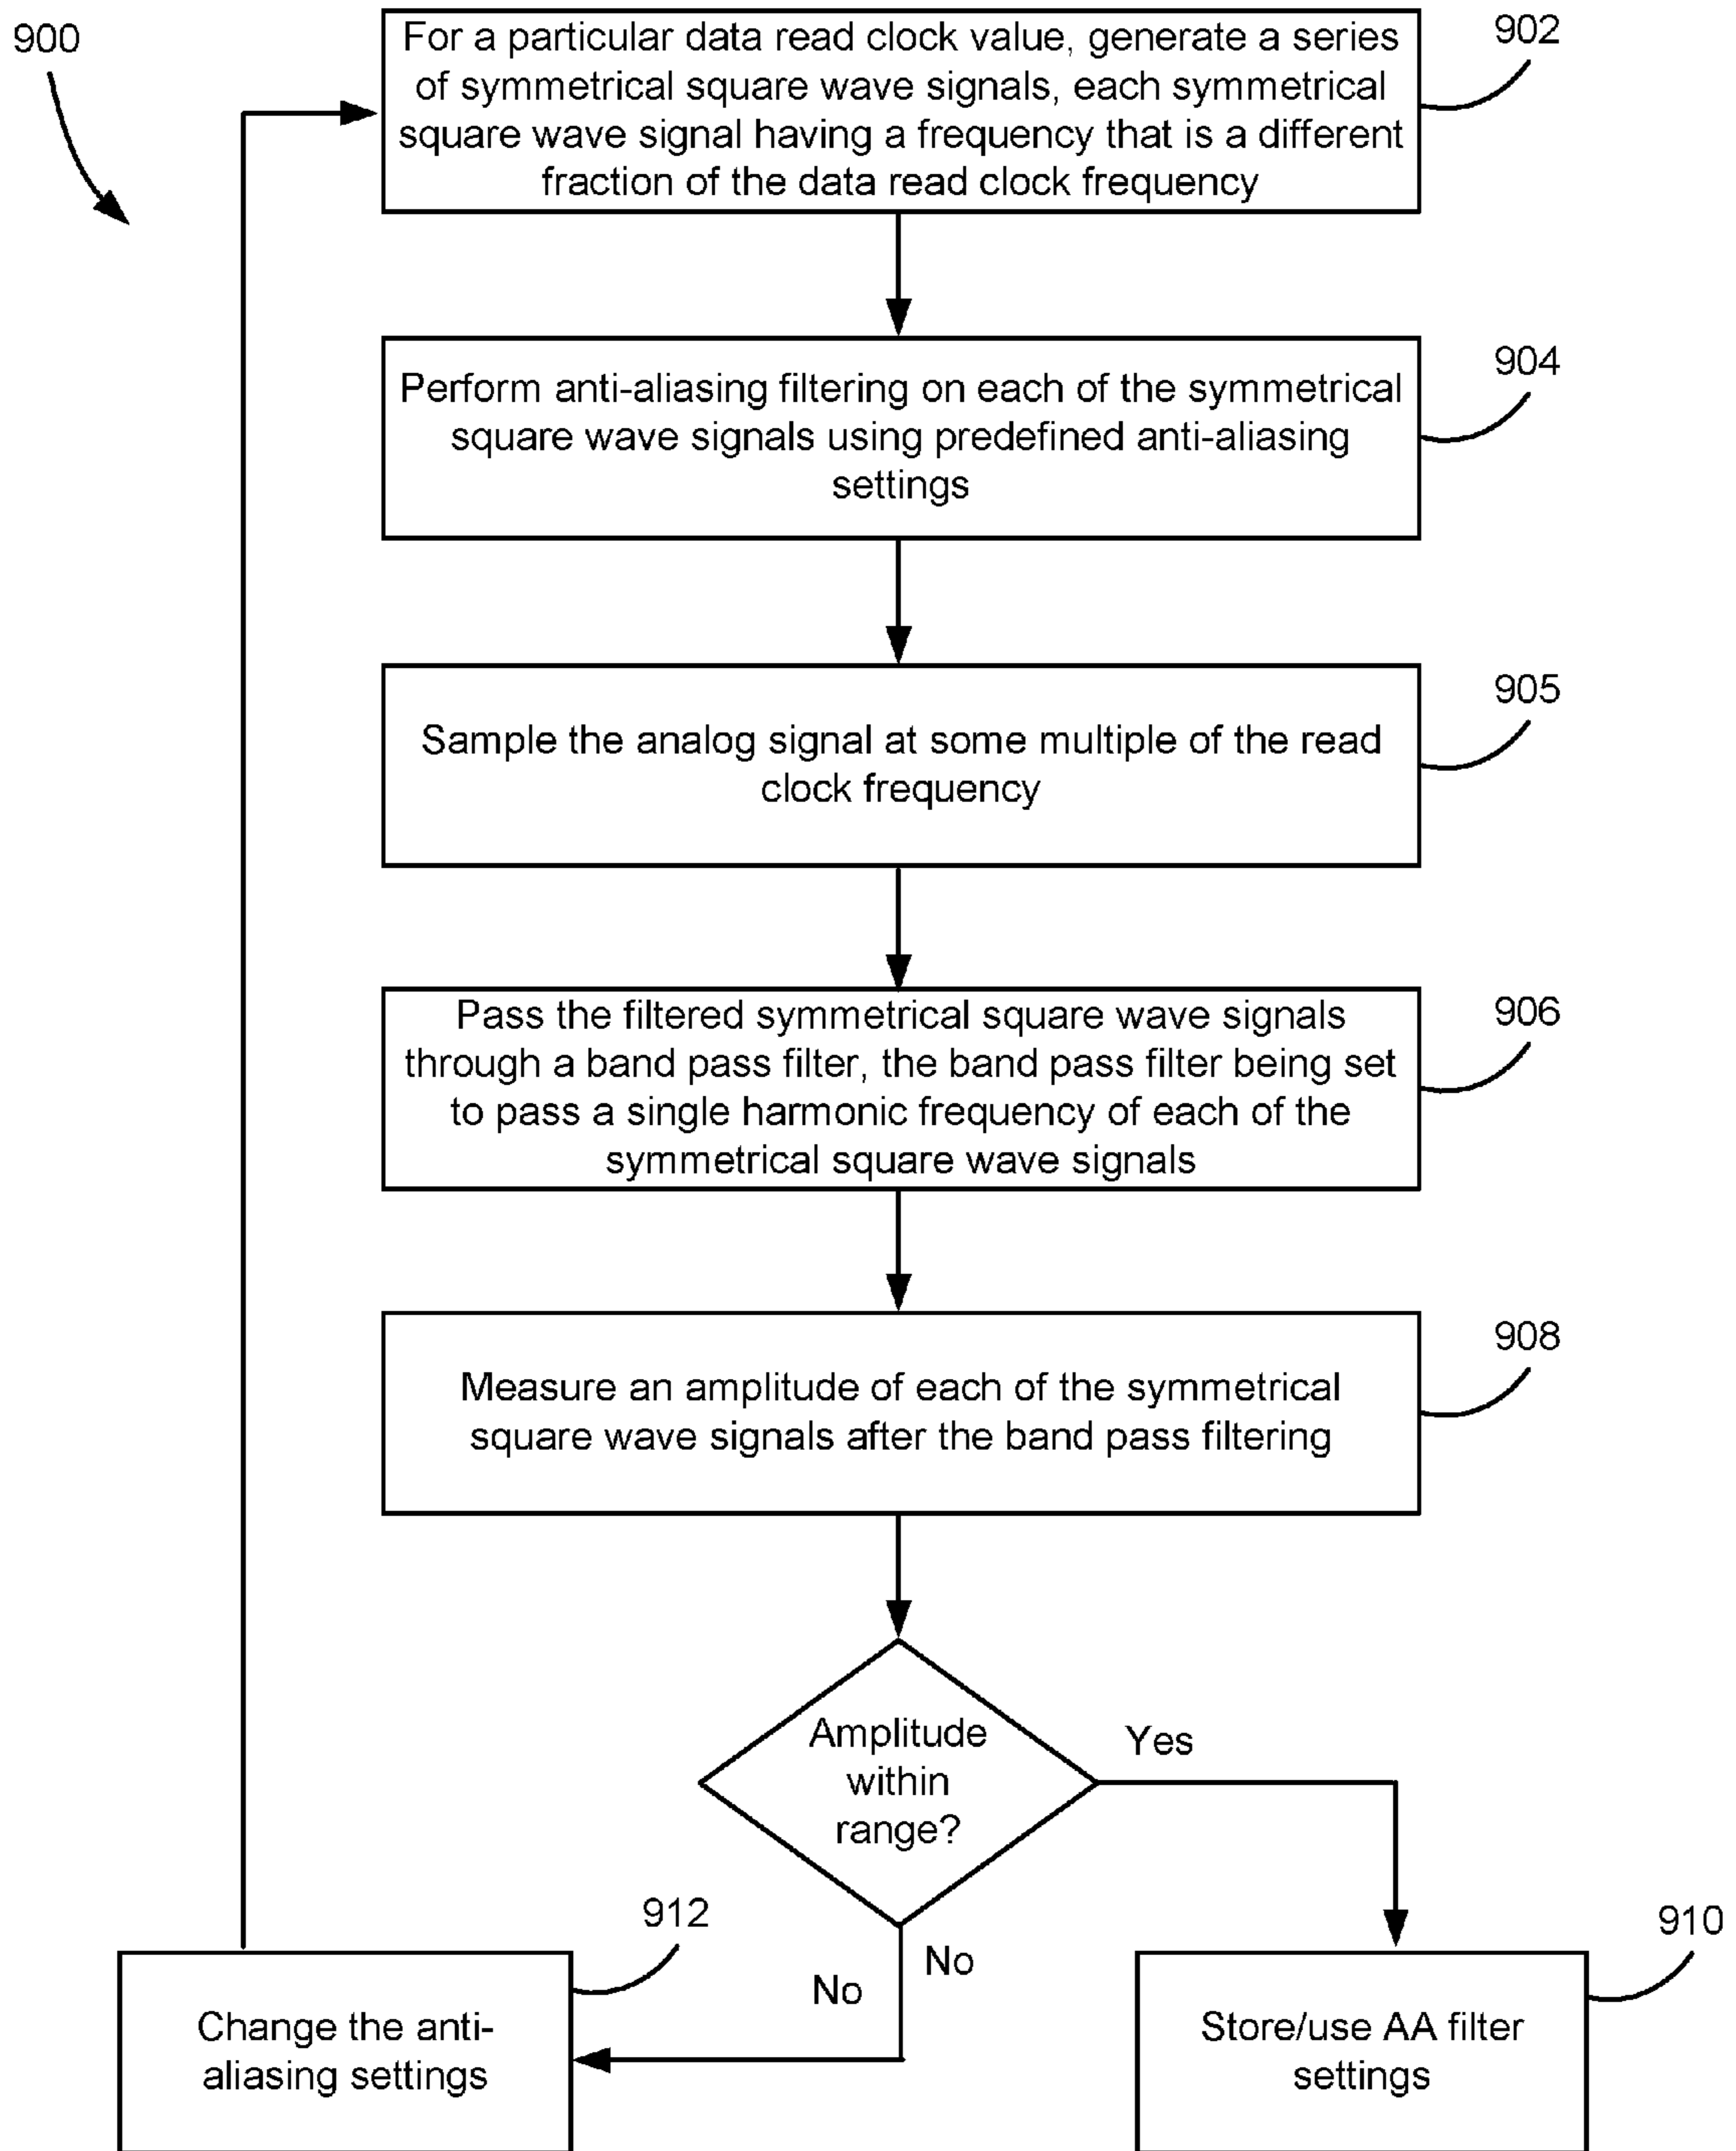 900
For a particular data read clock value, generate a series
of symmetrical square wave signals, each symmetrical
square wave signal having a frequency that is a different
fraction of the data read clock frequency
902
Perform anti-aliasing filtering on each of the symmetrical
square wave signals using predefined anti-aliasing
settings
904
Sample the analog signal at some multiple of the read
clock frequency
905
Pass the filtered symmetrical square wave signals
through a band pass filter, the band pass filter being set
to pass a single harmonic frequency of each of the
symmetrical square wave signals
906
Measure an amplitude of each of the symmetrical
square wave signals after the band pass filtering
908
Amplitude
within
range?
Yes
No
No
912
Change the anti-
aliasing settings
910
Store/use AA filter
settings